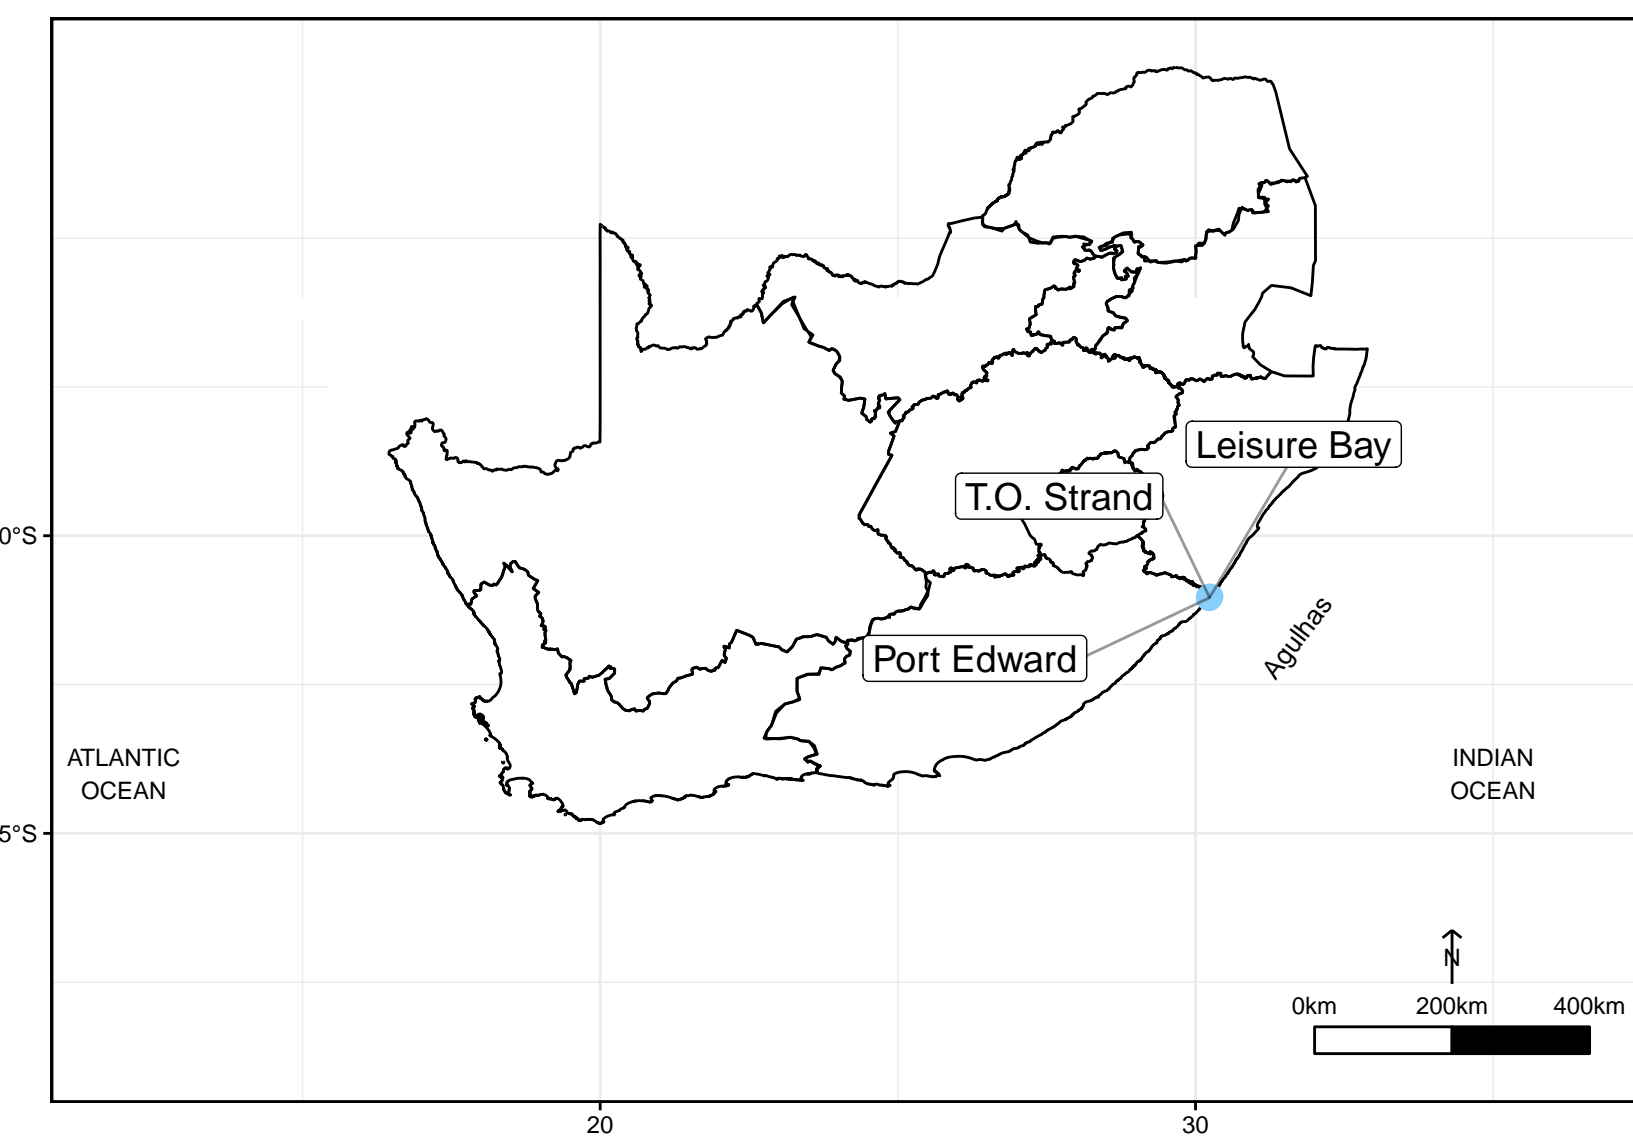 Leisure Bay
T.O. Strand
0°S
Agulhas
Port Edward
ATLANTIC
OCEAN
INDIAN
OCEAN
5°S
N
0km 200km 400km
20 30